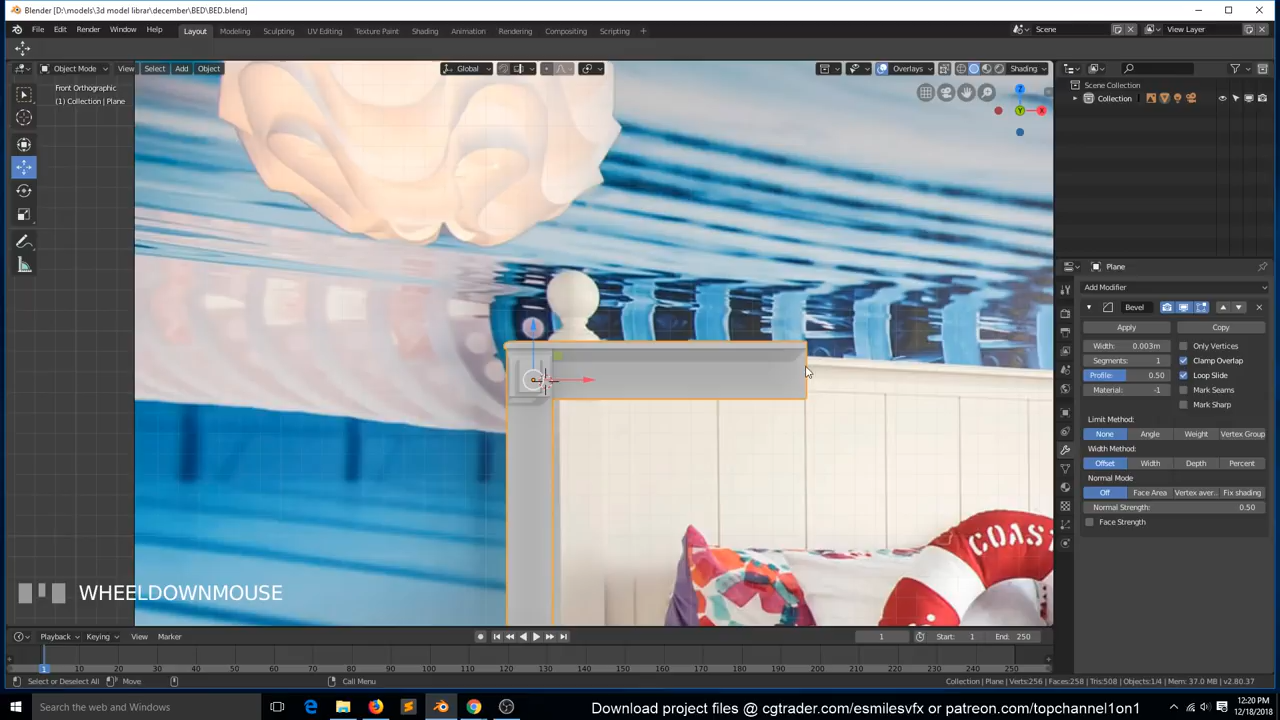 Blender [D:\models\3d model librar\december\BED\BED.blend]
File Edit Render Window Help Layout Modeling Sculpting UV Editing Texture Paint Shading Animation Rendering Compositing Scripting + Scene View Layer
Object Mode View Select Add Object Global Overlays Shading
Front Orthographic
(1) Collection | Plane
Z
X
Y
Scene Collection
Collection
Plane
Add Modifier
Bevel
Apply Copy
Width: 0.003m Only Vertices
Segments: 1 Clamp Overlap
Profile: 0.50 Loop Slide
Material: -1 Mark Seams
Mark Sharp
Limit Method:
None Angle Weight Vertex Group
Width Method:
Offset Width Depth Percent
Normal Mode
Off Face Area Vertex aver.. Fix shading
Normal Strength: 0.50
Face Strength
COAS
WHEELDOWNMOUSE
Playback Keying View Marker 1 Start: 1 End: 250
1 10 20 30 40 50 60 70 80 90 100 110 120 130 140 150 160 170 180 190 200 210 220 230 240 250
Select or Deselect All Move Call Menu Collection | Plane | Verts:256 | Faces:258 | Tris:508 | Objects:1/4 | Mem: 37.0 MB | v2.80.37
Search the web and Windows
Download project files @ cgtrader.com/esmilesvfx or patreon.com/topchannel1on1
12:20 PM
12/18/2018